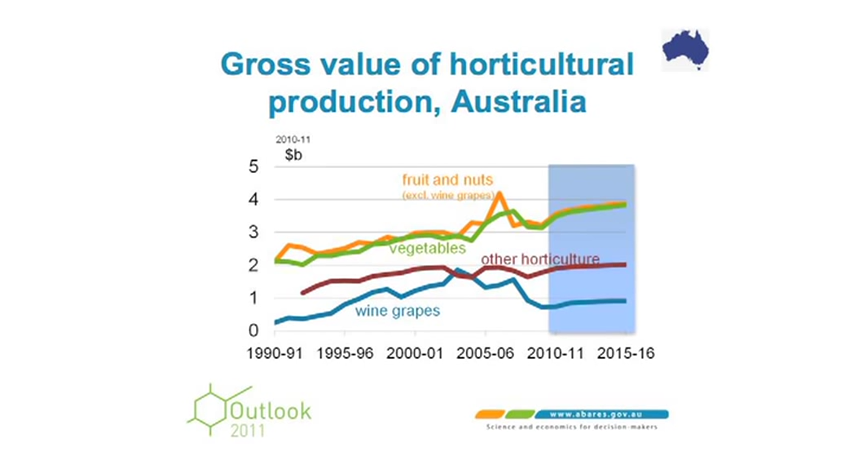 Gross value of horticultural
production, Australia
2010-11
$b
5
4
3
2
1
0
fruit and nuts
(excl. wine grapes)
vegetables
other horticulture
wine grapes
1990-91 1995-96 2000-01 2005-06 2010-11 2015-16
Outlook
2011
www.abares.gov.au
Science and economics for decision-makers